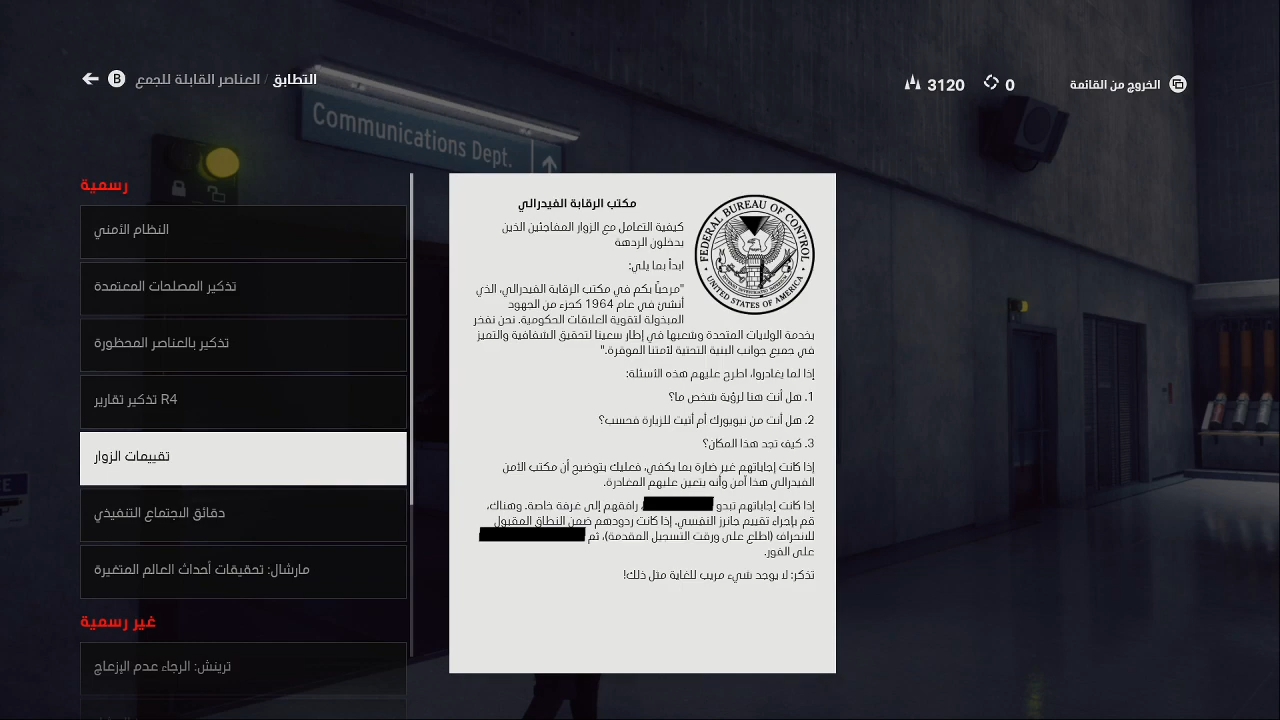 العناصر القابلة للجمع / التطابق B
3120
0
الخروج من القائمة
Communications Dept.
رسمية
النظام الأمني
تذكير المصلحات المعتمدة
تذكير بالعناصر المحظورة
R4 تذكير تقارير
تقييمات الزوار
دقائق الاجتماع التنفيذي
مارشال: تحقيقات أحداث العالم المتغيرة
غير رسمية
ترينش: الرجاء عدم الإزعاج
FEDERAL BUREAU OF CONTROL
UNITED STATES OF AMERICA
مكتب الرقابة الفيدرالي
كيفية التعامل مع الزوار المفاجئين الذين
يدخلون الردهة
ابدأ بما يلي:
"مرحبًا بكم في مكتب الرقابة الفيدرالي، الذي
أنشئ في عام 1964 كجزء من الجهود
المبذولة لتقوية العلاقات الحكومية. نحن نفخر
بخدمة الولايات المتحدة وشعبها في إطار سعينا لتحقيق الشفافية والتميز
في جميع جوانب البنية التحتية لأمتنا الموقرة."
إذا لما يغادروا، اطرح عليهم هذه الأسئلة:
1. هل أنت هنا لرؤية شخص ما؟
2. هل أنت من نيويورك أم أتيت للزيارة فحسب؟
3. كيف تجد هذا المكان؟
إذا كانت إجاباتهم غير ضارة بما يكفي، فعليك بتوضيح أن مكتب الأمن
الفيدرالي هذا آمن وأنه يتعين عليهم المغادرة.
إذا كانت إجاباتهم تبدو ، رافقهم إلى غرفة خاصة. وهناك،
قم بإجراء تقييم جانرز النفسي. إذا كانت ردودهم ضمن النطاق المقبول
للانحراف (اطلع على ورقت التسجيل المقدمة)، ثم
على الفور.
تذكر: لا يوجد شيء مريب للغاية مثل ذلك!